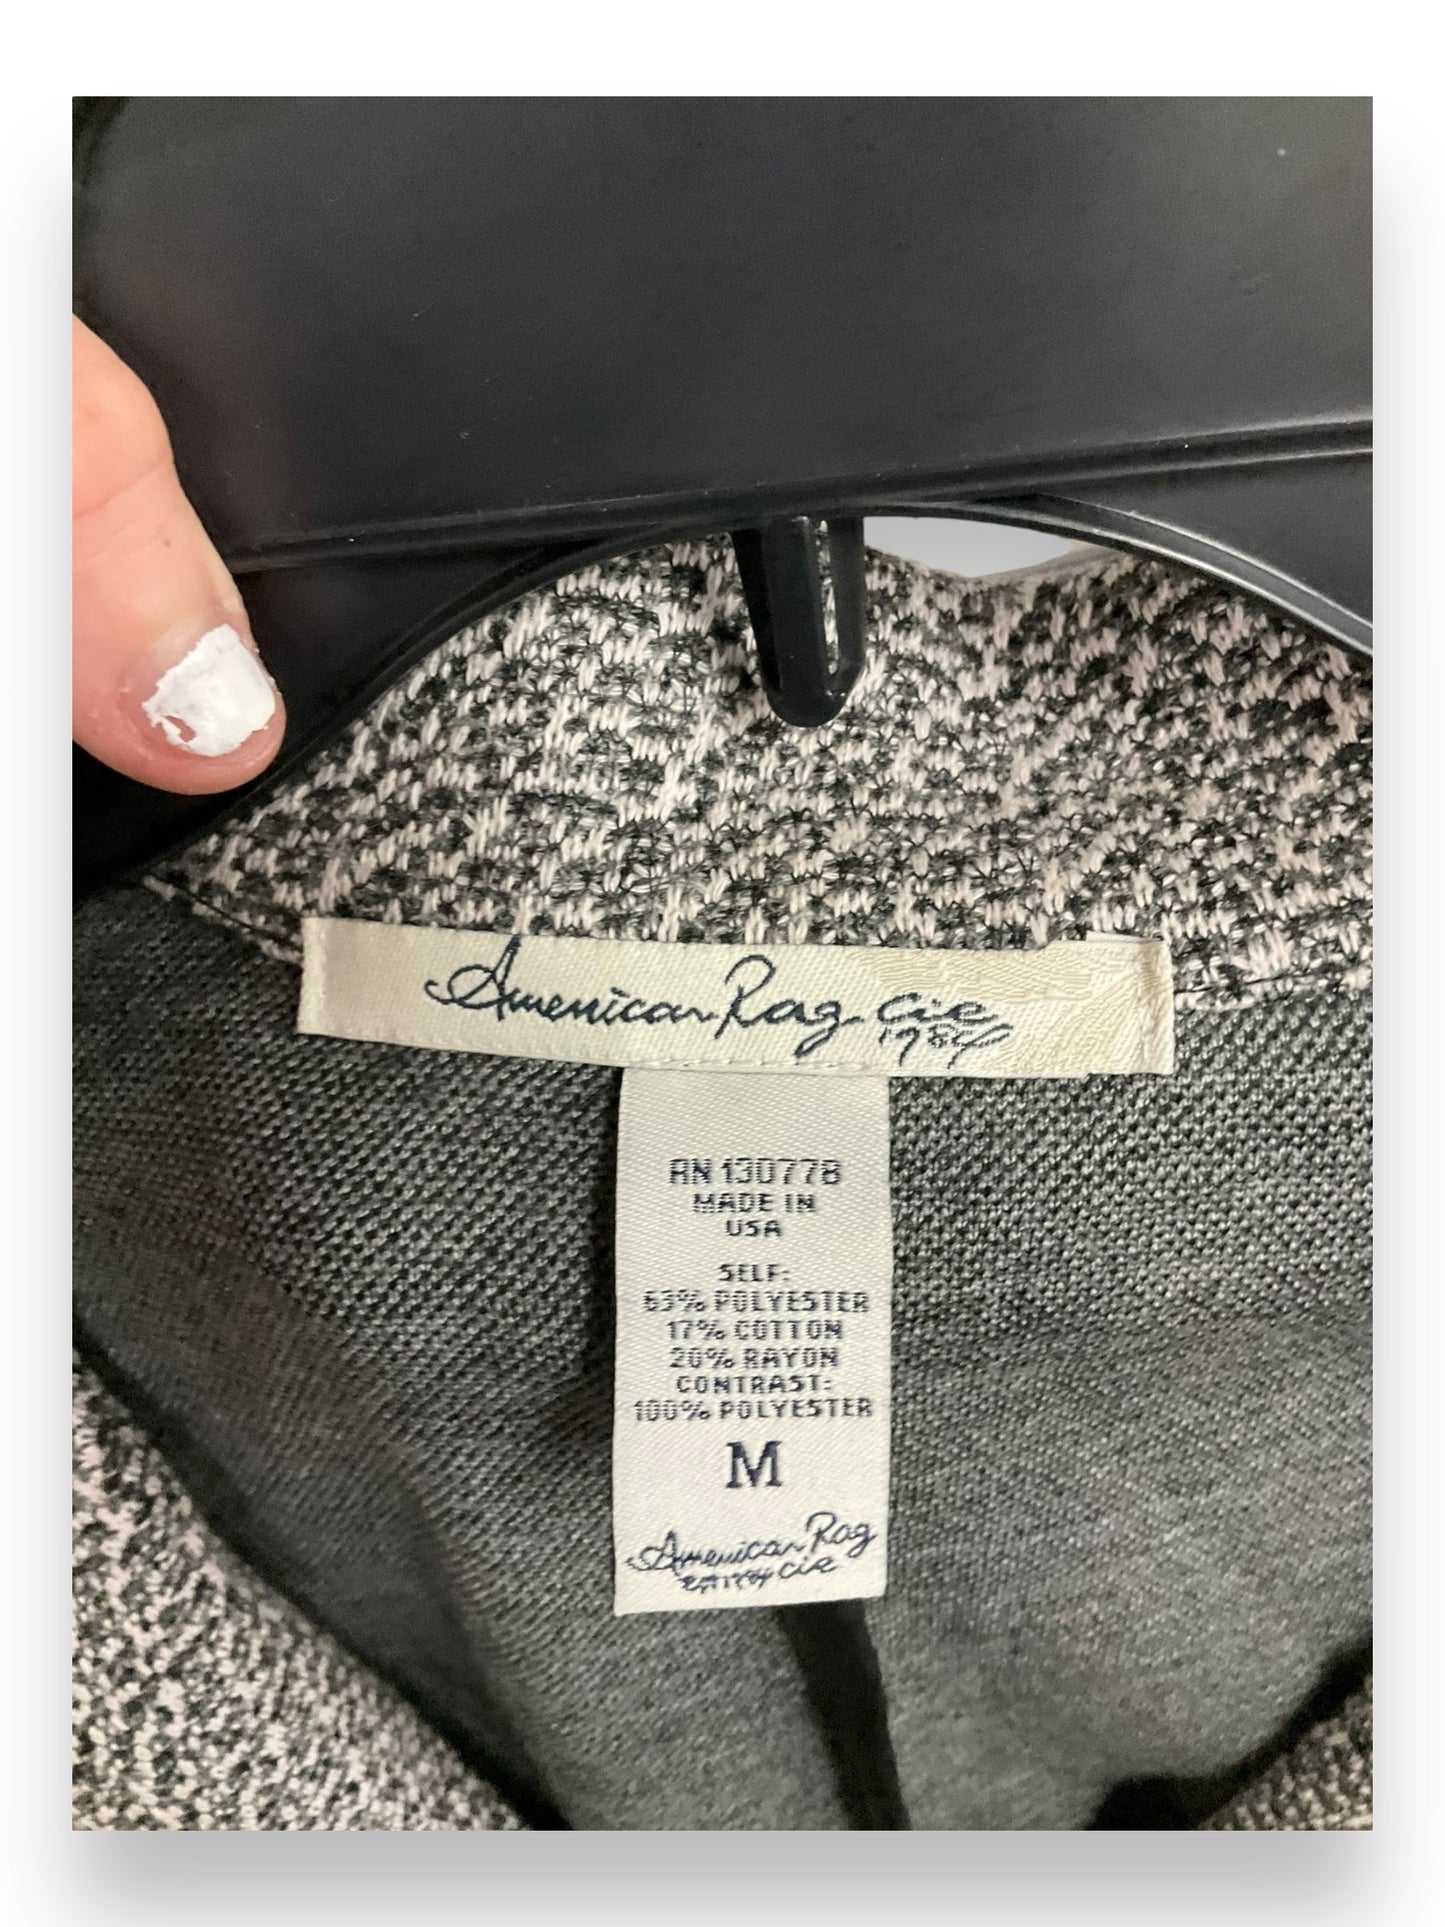 American Rag cie
1984
RN 130778
MADE IN
USA
SELF:
63% POLYESTER
17% COTTON
20% RAYON
CONTRAST:
100% POLYESTER
M
American Rag
cie